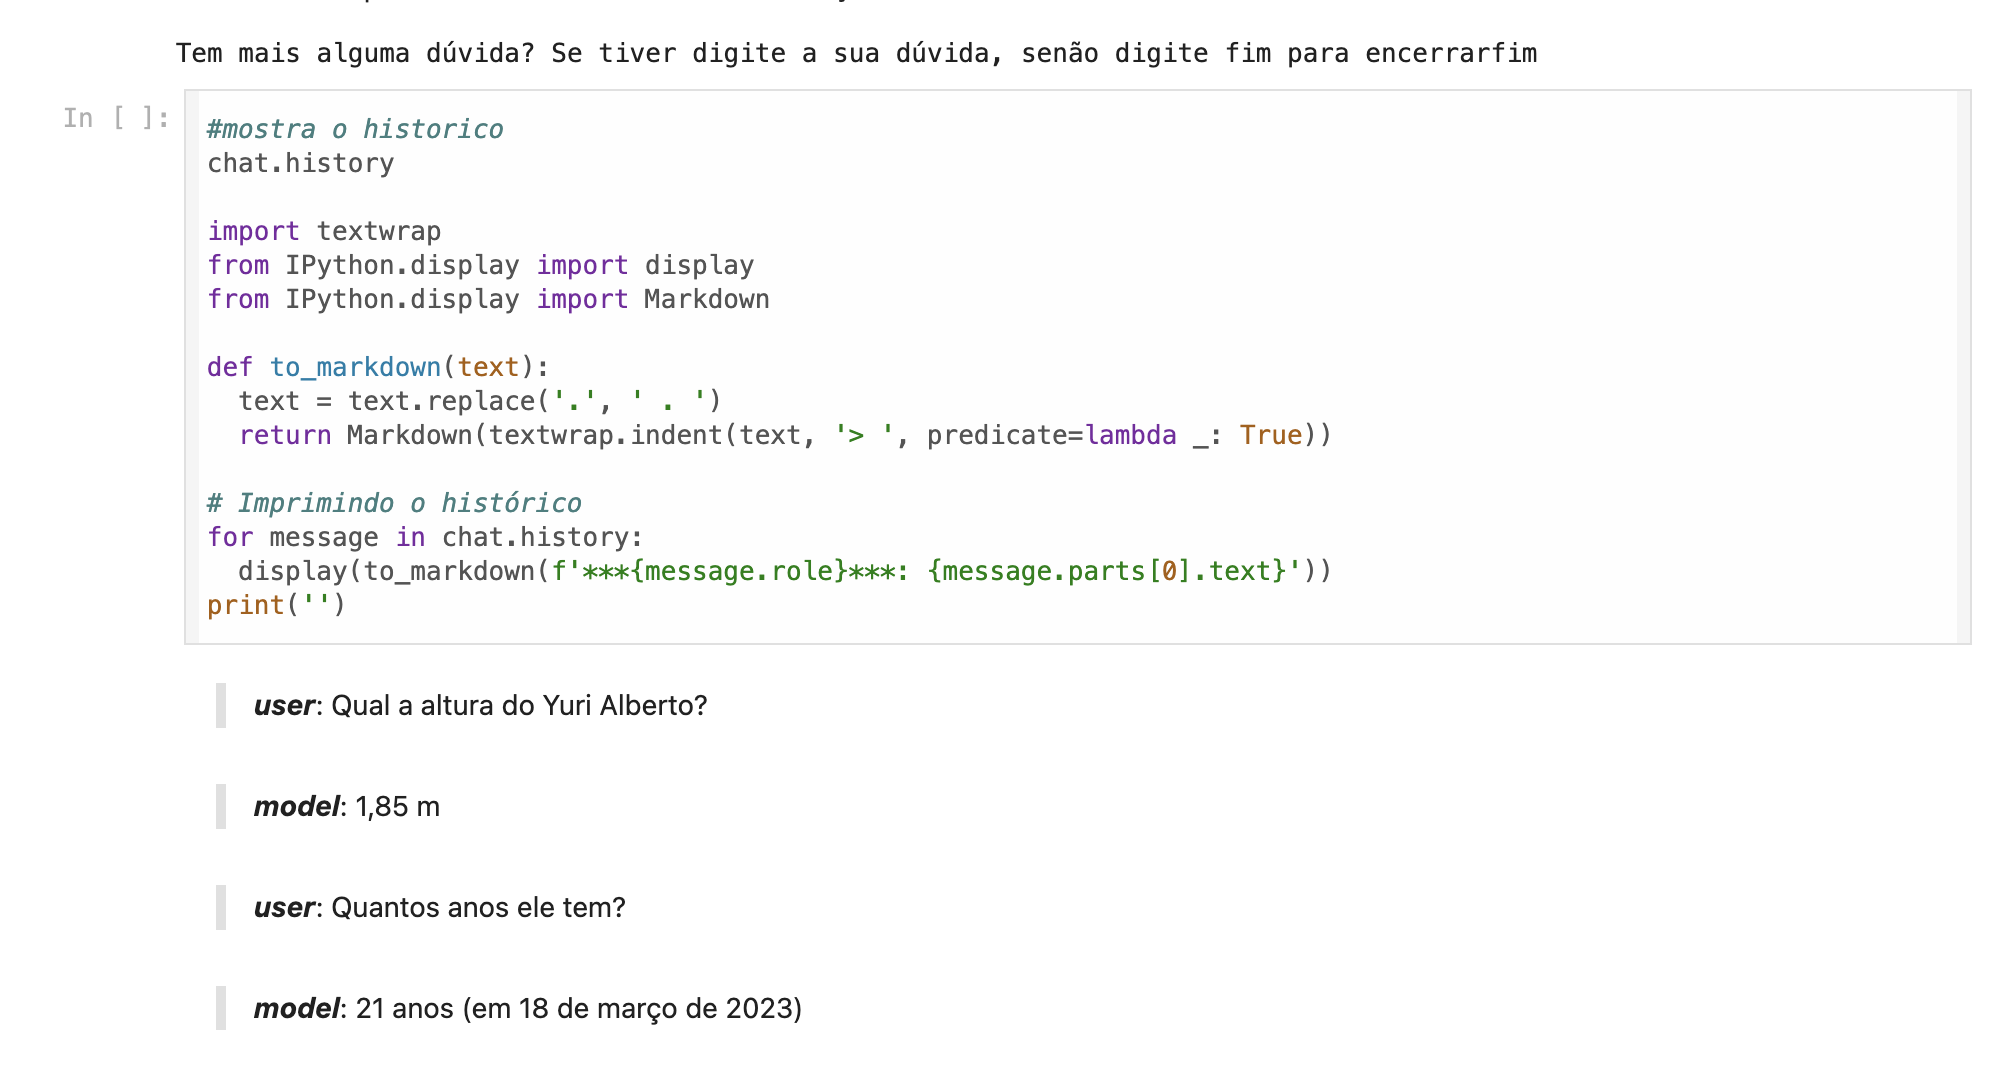 Tem mais alguma dúvida? Se tiver digite a sua dúvida, senão digite fim para encerrarfim
In [ ]:
#mostra o historico
chat.history
import textwrap
from IPython.display import display
from IPython.display import Markdown
def to_markdown(text):
  text = text.replace('.', ' . ')
  return Markdown(textwrap.indent(text, '> ', predicate=lambda _: True))
# Imprimindo o histórico
for message in chat.history:
  display(to_markdown(f'***{message.role}***: {message.parts[0].text}'))
print('')
user: Qual a altura do Yuri Alberto?
model: 1,85 m
user: Quantos anos ele tem?
model: 21 anos (em 18 de março de 2023)